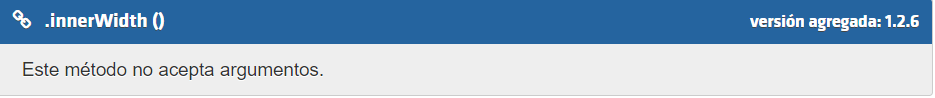 .innerWidth () versión agregada: 1.2.6
Este método no acepta argumentos.